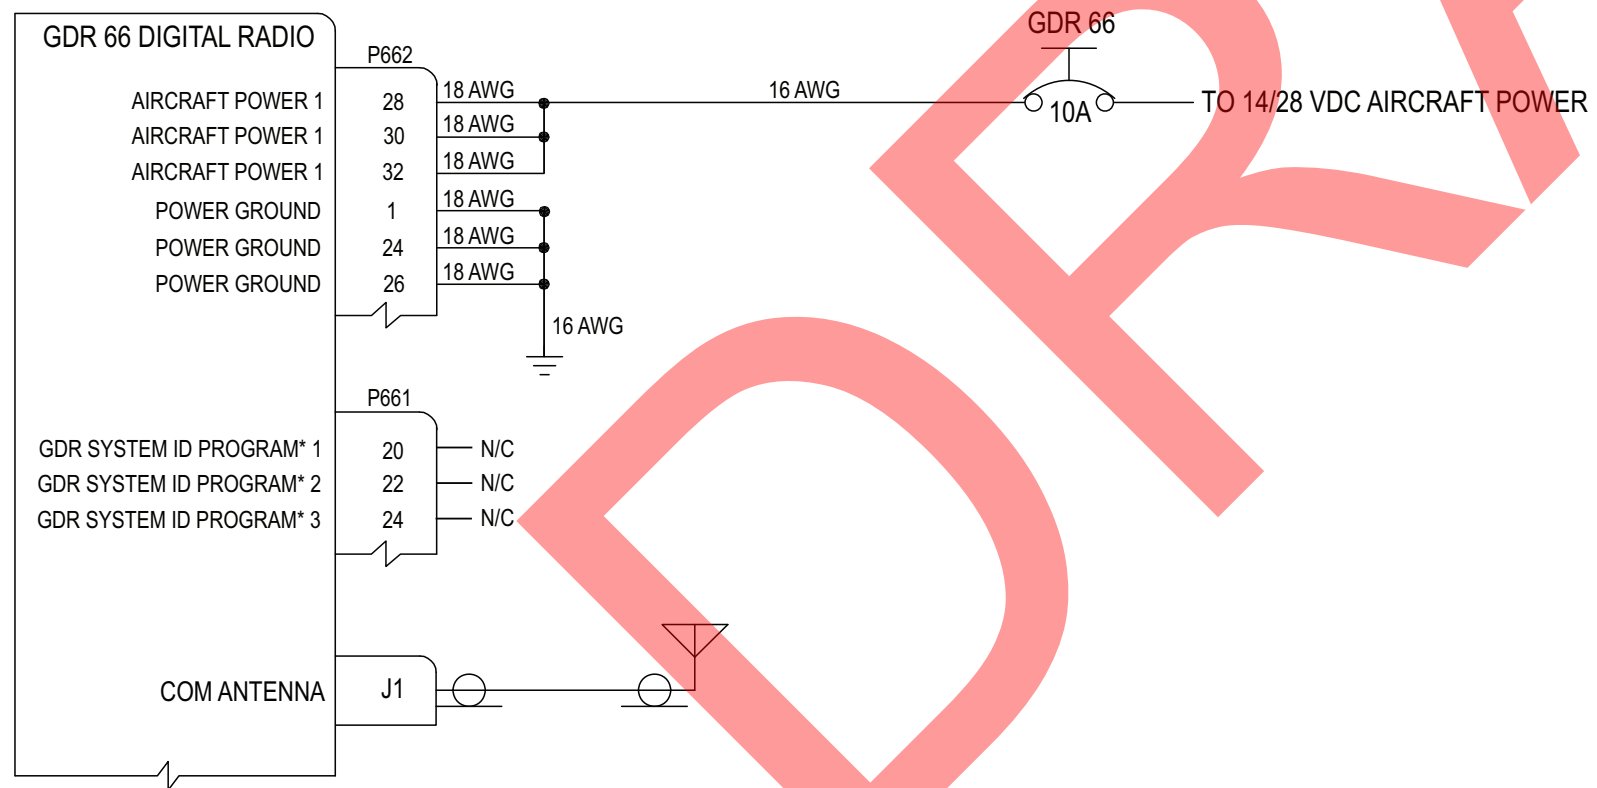 GDR 66 DIGITAL RADIO
GDR 66
P662
AIRCRAFT POWER 1 28 18 AWG 16 AWG 10A TO 14/28 VDC AIRCRAFT POWER
AIRCRAFT POWER 1 30 18 AWG
AIRCRAFT POWER 1 32 18 AWG
POWER GROUND 1 18 AWG
POWER GROUND 24 18 AWG
POWER GROUND 26 18 AWG
16 AWG
P661
GDR SYSTEM ID PROGRAM* 1 20 N/C
GDR SYSTEM ID PROGRAM* 2 22 N/C
GDR SYSTEM ID PROGRAM* 3 24 N/C
COM ANTENNA J1